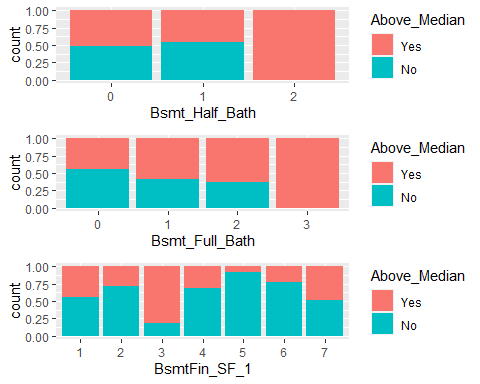 1.00
0.75
0.50
0.25
0.00
count
0 1 2
Bsmt_Half_Bath
Above_Median
Yes
No
1.00
0.75
0.50
0.25
0.00
count
0 1 2 3
Bsmt_Full_Bath
Above_Median
Yes
No
1.00
0.75
0.50
0.25
0.00
count
1 2 3 4 5 6 7
BsmtFin_SF_1
Above_Median
Yes
No